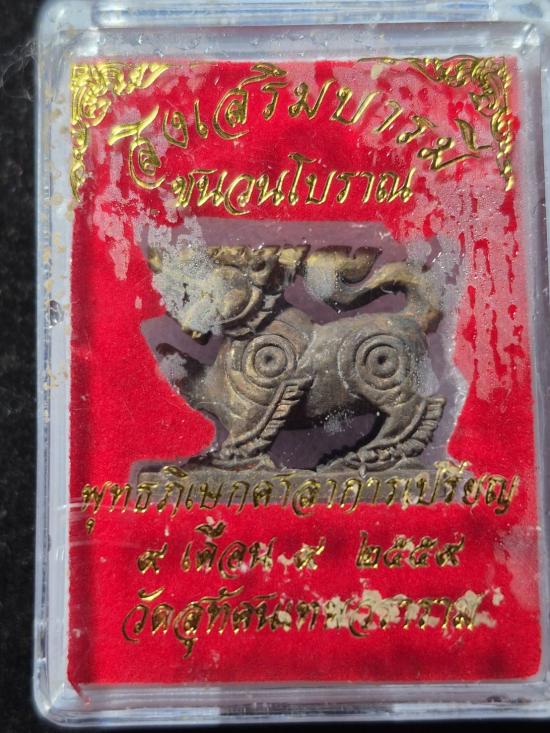 สิงเสริมบารมี
ชนวนโบราณ
พุทธภิเษกศาลาการเปรียญ
๙ เดือน ๙ ๒๕๕๙
วัดสุทัศนเทพวราราม